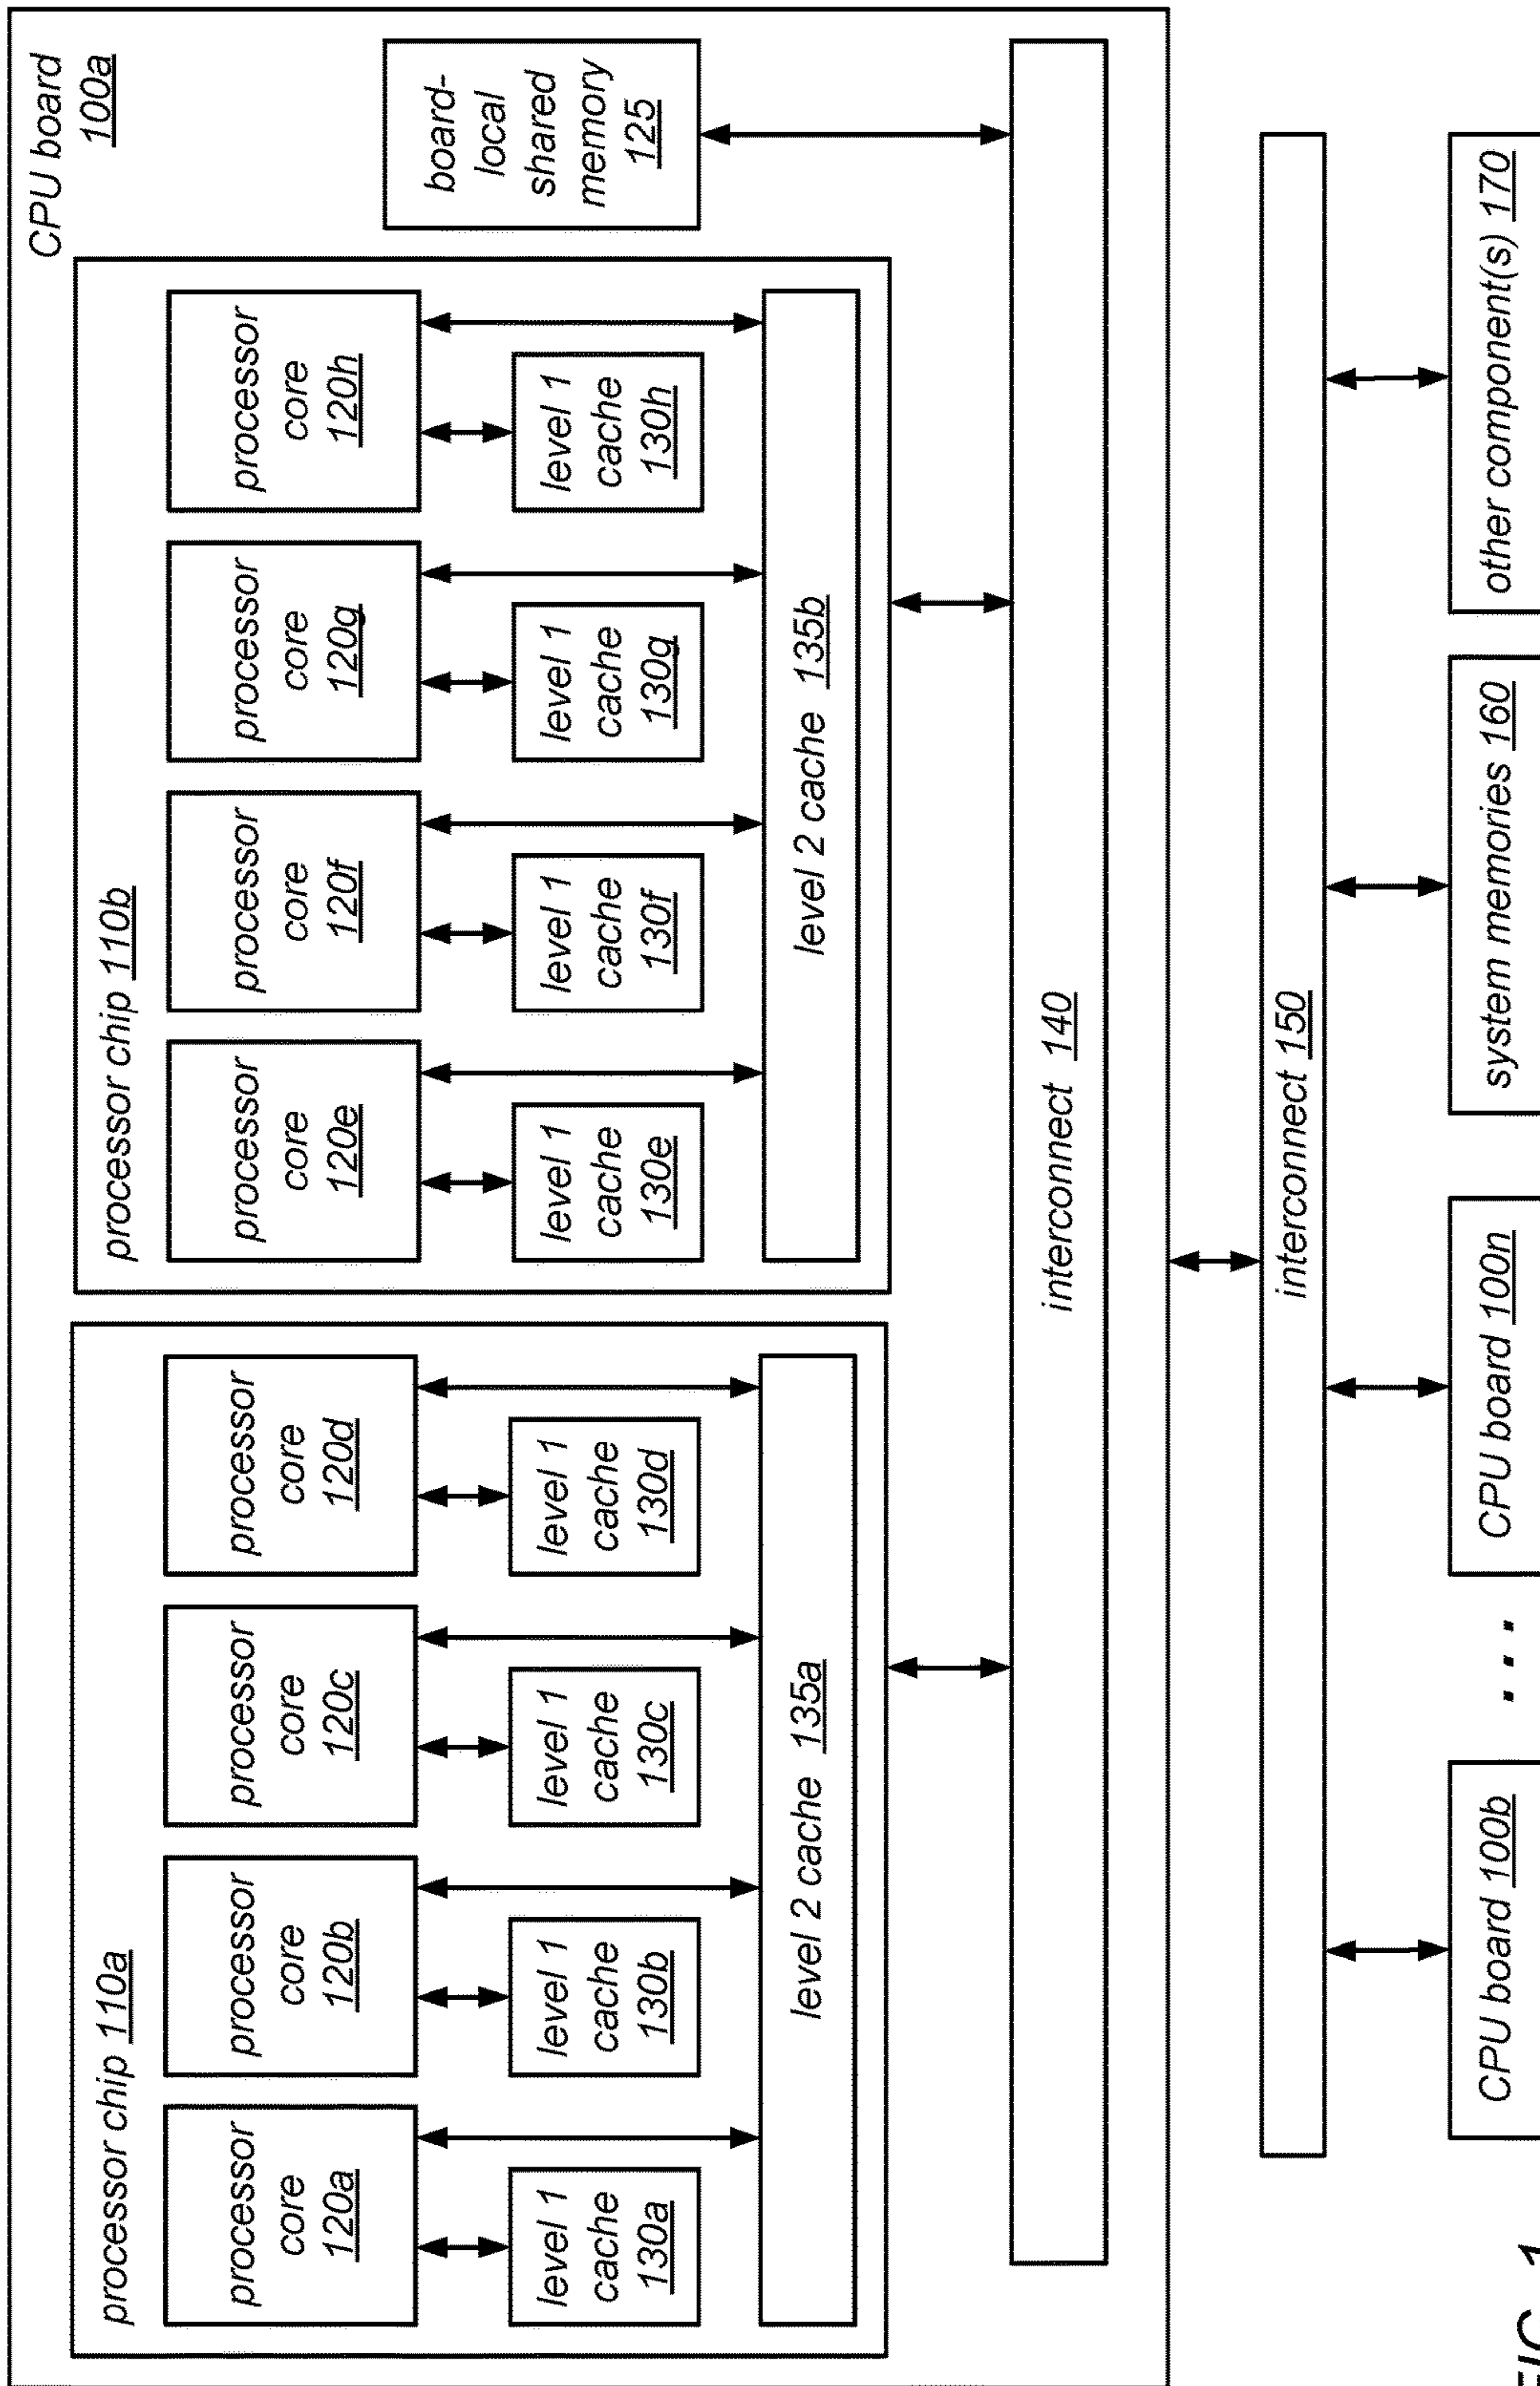 CPU board
100a
processor chip 110a
processor
core
120a
processor
core
120b
processor
core
120c
processor
core
120d
level 1
cache
130a
level 1
cache
130b
level 1
cache
130c
level 1
cache
130d
level 2 cache 135a
processor chip 110b
processor
core
120e
processor
core
120f
processor
core
120g
processor
core
120h
level 1
cache
130e
level 1
cache
130f
level 1
cache
130g
level 1
cache
130h
level 2 cache 135b
board-
local
shared
memory
125
interconnect 140
interconnect 150
CPU board 100b
. . .
CPU board 100n
system memories 160
other component(s) 170
FIG. 1